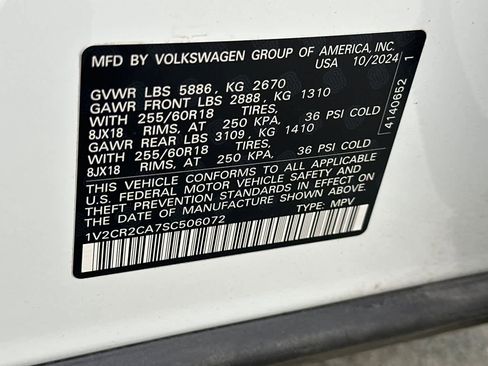 MFD BY VOLKSWAGEN GROUP OF AMERICA, INC.
USA 10/2024
GVWR LBS 5886, KG 2670
GAWR FRONT LBS 2888, KG 1310
WITH 255/60R18 TIRES,
8JX18 RIMS, AT 250 KPA, 36 PSI COLD
GAWR REAR LBS 3109, KG 1410
WITH 255/60R18 TIRES,
8JX18 RIMS, AT 250 KPA, 36 PSI COLD
THIS VEHICLE CONFORMS TO ALL APPLICABLE
U.S. FEDERAL MOTOR VEHICLE SAFETY AND
THEFT PREVENTION STANDARDS IN EFFECT ON
THE DATE OF MANUFACTURE SHOWN ABOVE.
1V2CR2CA7SC506072 TYPE: MPV
4140652 1